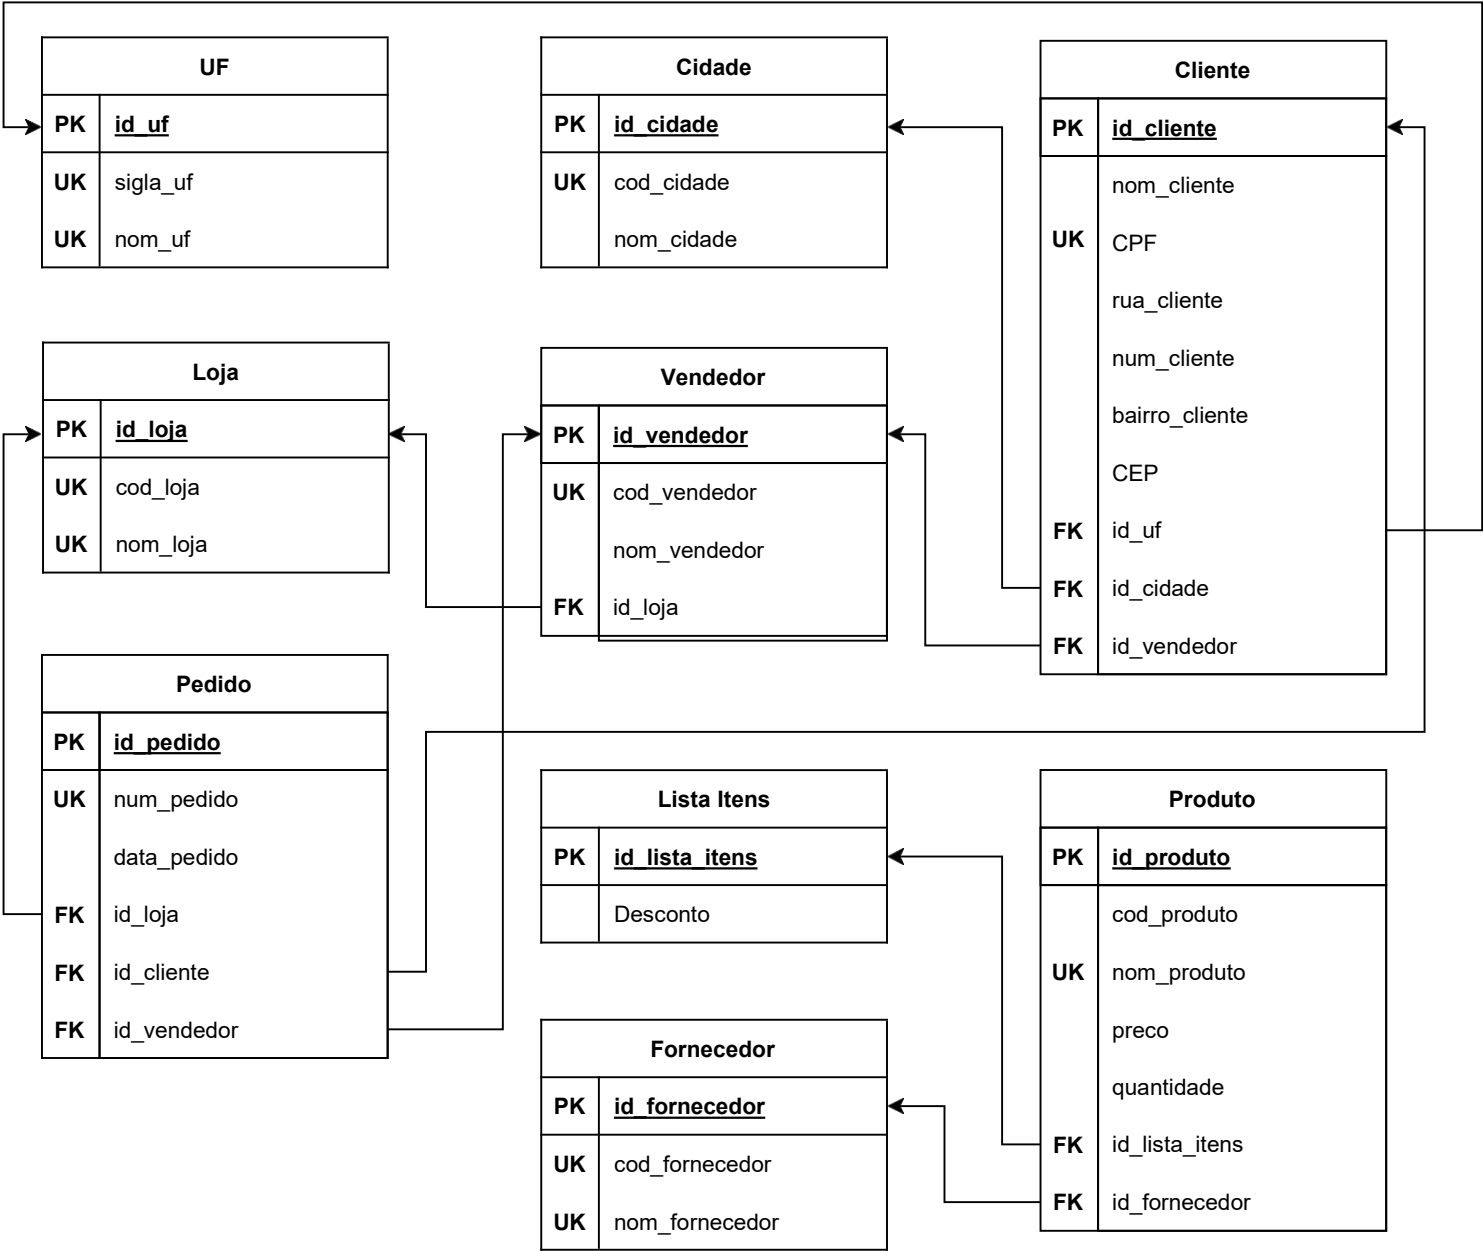 UF
PK id_uf
UK sigla_uf
UK nom_uf
Cidade
PK id_cidade
UK cod_cidade
nom_cidade
Cliente
PK id_cliente
nom_cliente
UK CPF
rua_cliente
num_cliente
bairro_cliente
CEP
FK id_uf
FK id_cidade
FK id_vendedor
Loja
PK id_loja
UK cod_loja
UK nom_loja
Vendedor
PK id_vendedor
UK cod_vendedor
nom_vendedor
FK id_loja
Pedido
PK id_pedido
UK num_pedido
data_pedido
FK id_loja
FK id_cliente
FK id_vendedor
Lista Itens
PK id_lista_itens
Desconto
Produto
PK id_produto
cod_produto
UK nom_produto
preco
quantidade
FK id_lista_itens
FK id_fornecedor
Fornecedor
PK id_fornecedor
UK cod_fornecedor
UK nom_fornecedor